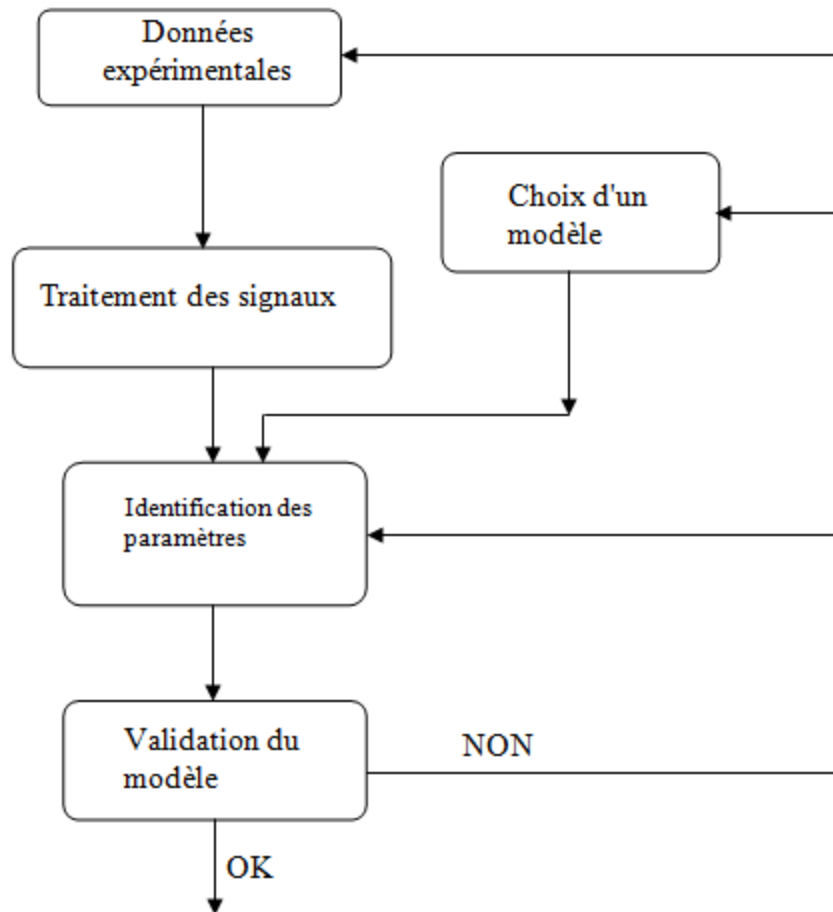 Données
expérimentales
Choix d'un
modèle
Traitement des signaux
Identification des
paramètres
Validation du
modèle
NON
OK